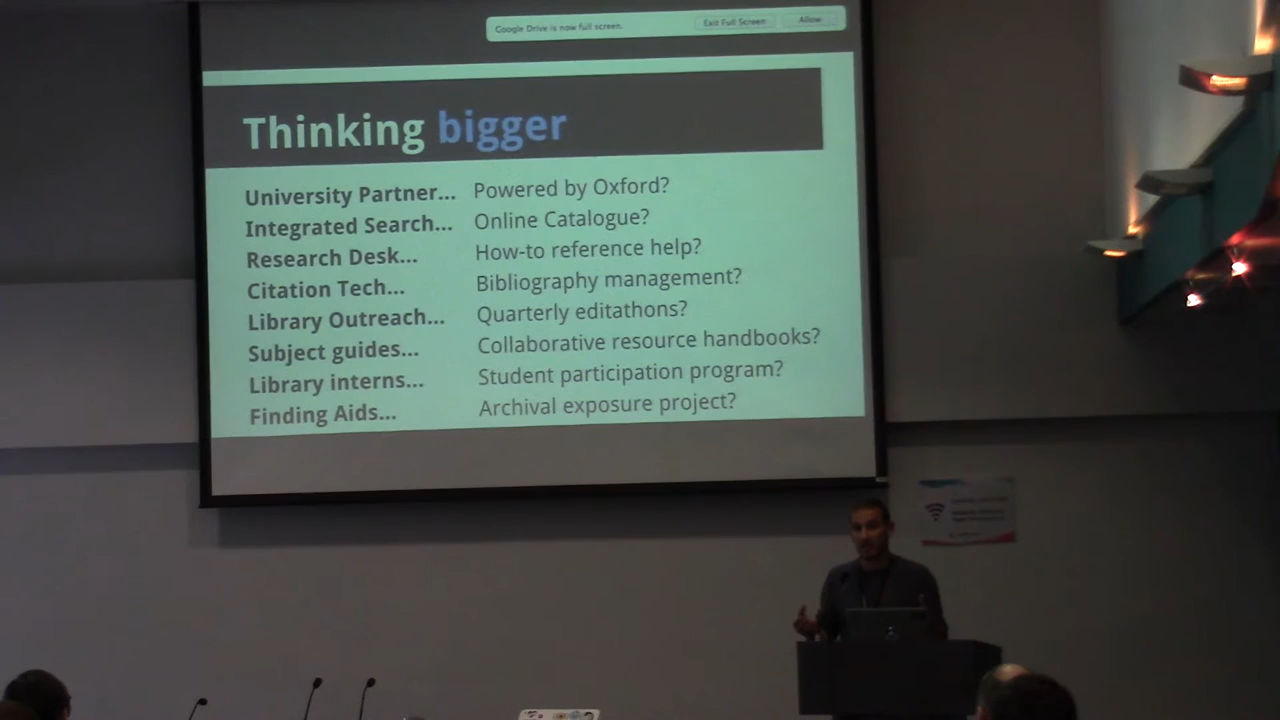 Google Drive is now full screen. Exit Full Screen Allow
Thinking bigger
University Partner... Powered by Oxford?
Integrated Search... Online Catalogue?
Research Desk... How-to reference help?
Citation Tech... Bibliography management?
Library Outreach... Quarterly editathons?
Subject guides... Collaborative resource handbooks?
Library interns... Student participation program?
Finding Aids... Archival exposure project?